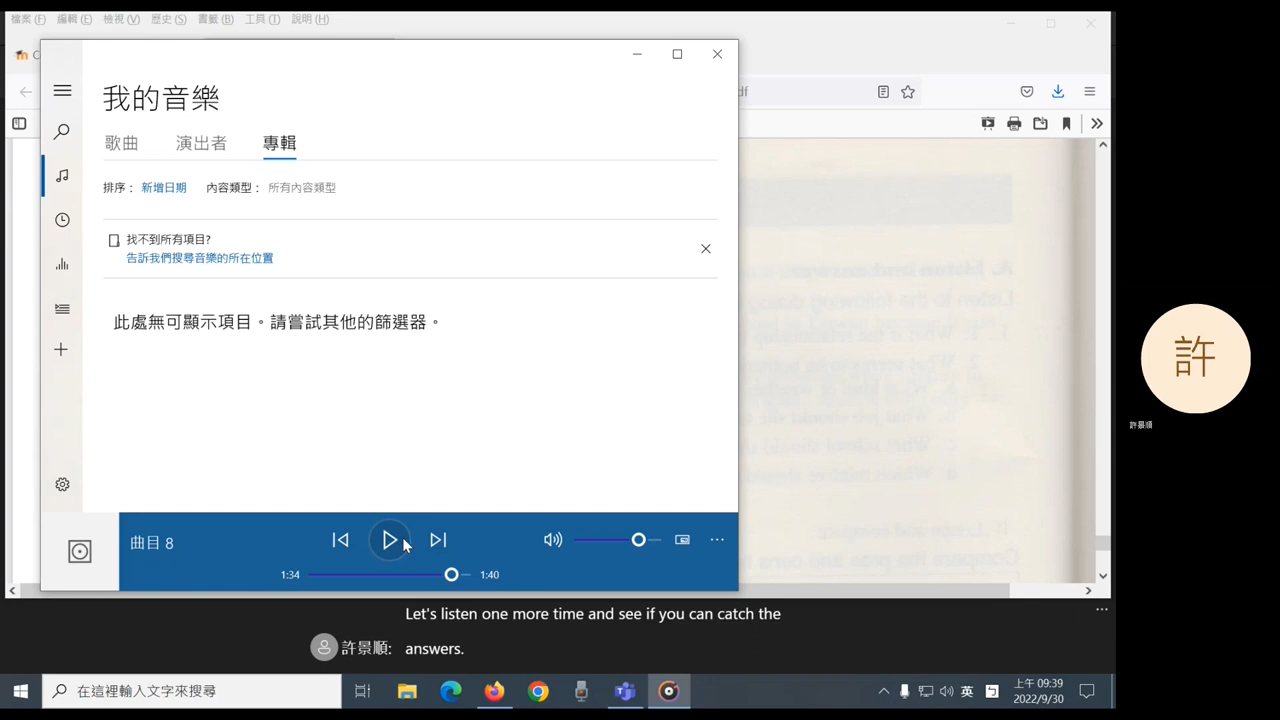 檔案(F) 編輯(E) 檢視(V) 歷史(S) 書籤(B) 工具(T) 說明(H)
C
df
我的音樂
歌曲 演出者 專輯
排序： 新增日期 內容類型： 所有內容類型
找不到所有項目?
告訴我們搜尋音樂的所在位置
此處無可顯示項目。請嘗試其他的篩選器。
曲目 8
1:34 1:40
許
許景順
Let's listen one more time and see if you can catch the
許景順: answers.
在這裡輸入文字來搜尋
英
上午 09:39
2022/9/30